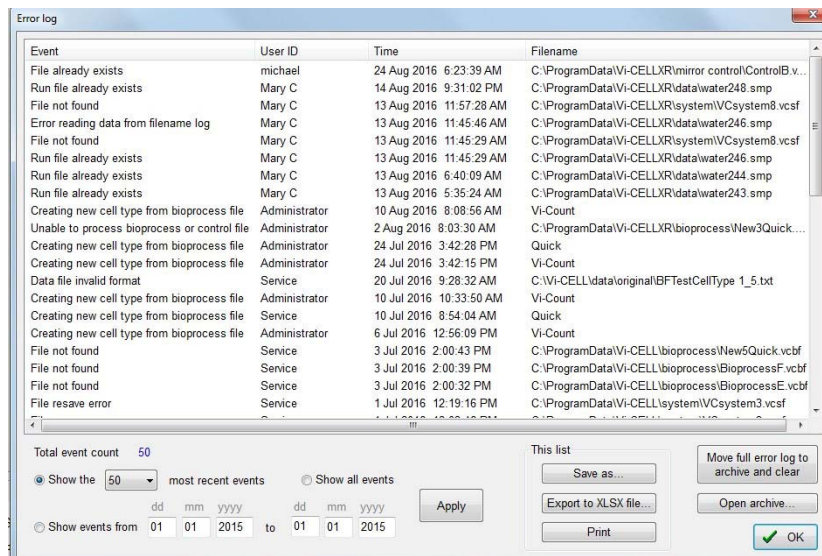 Error log
Event User ID Time Filename
File already exists michael 24 Aug 2016 6:23:39 AM C:\ProgramData\Vi-CELLXR\mirror control\ControlB.v...
Run file already exists Mary C 14 Aug 2016 9:31:02 PM C:\ProgramData\Vi-CELLXR\data\water248.smp
File not found Mary C 13 Aug 2016 11:57:28 AM C:\ProgramData\Vi-CELLXR\system\VCsystem8.vcsf
Error reading data from filename log Mary C 13 Aug 2016 11:45:46 AM C:\ProgramData\Vi-CELLXR\data\water246.smp
File not found Mary C 13 Aug 2016 11:45:29 AM C:\ProgramData\Vi-CELLXR\system\VCsystem8.vcsf
Run file already exists Mary C 13 Aug 2016 11:45:29 AM C:\ProgramData\Vi-CELLXR\data\water246.smp
Run file already exists Mary C 13 Aug 2016 6:40:09 AM C:\ProgramData\Vi-CELLXR\data\water244.smp
Run file already exists Mary C 13 Aug 2016 5:35:24 AM C:\ProgramData\Vi-CELLXR\data\water243.smp
Creating new cell type from bioprocess file Administrator 10 Aug 2016 8:08:56 AM Vi-Count
Unable to process bioprocess or control file Administrator 2 Aug 2016 8:03:30 AM C:\ProgramData\Vi-CELLXR\bioprocess\New3Quick....
Creating new cell type from bioprocess file Administrator 24 Jul 2016 3:42:28 PM Quick
Creating new cell type from bioprocess file Administrator 24 Jul 2016 3:42:15 PM Vi-Count
Data file invalid format Service 20 Jul 2016 9:28:32 AM C:\Vi-CELL\data\original\BFTestCellType 1_5.txt
Creating new cell type from bioprocess file Administrator 10 Jul 2016 10:33:50 AM Vi-Count
Creating new cell type from bioprocess file Service 10 Jul 2016 8:54:04 AM Quick
Creating new cell type from bioprocess file Administrator 6 Jul 2016 12:56:09 PM Vi-Count
File not found Service 3 Jul 2016 2:00:43 PM C:\ProgramData\Vi-CELL\bioprocess\New5Quick.vcbf
File not found Service 3 Jul 2016 2:00:39 PM C:\ProgramData\Vi-CELL\bioprocess\BioprocessF.vcbf
File not found Service 3 Jul 2016 2:00:32 PM C:\ProgramData\Vi-CELL\bioprocess\BioprocessE.vcbf
File resave error Service 1 Jul 2016 12:19:16 PM C:\ProgramData\Vi-CELL\system\VCsystem3.vcsf
Total event count 50
Show the 50 most recent events Show all events
dd mm yyyy dd mm yyyy
Show events from 01 01 2015 to 01 01 2015
Apply
This list
Save as...
Export to XLSX file...
Print
Move full error log to
archive and clear
Open archive...
OK